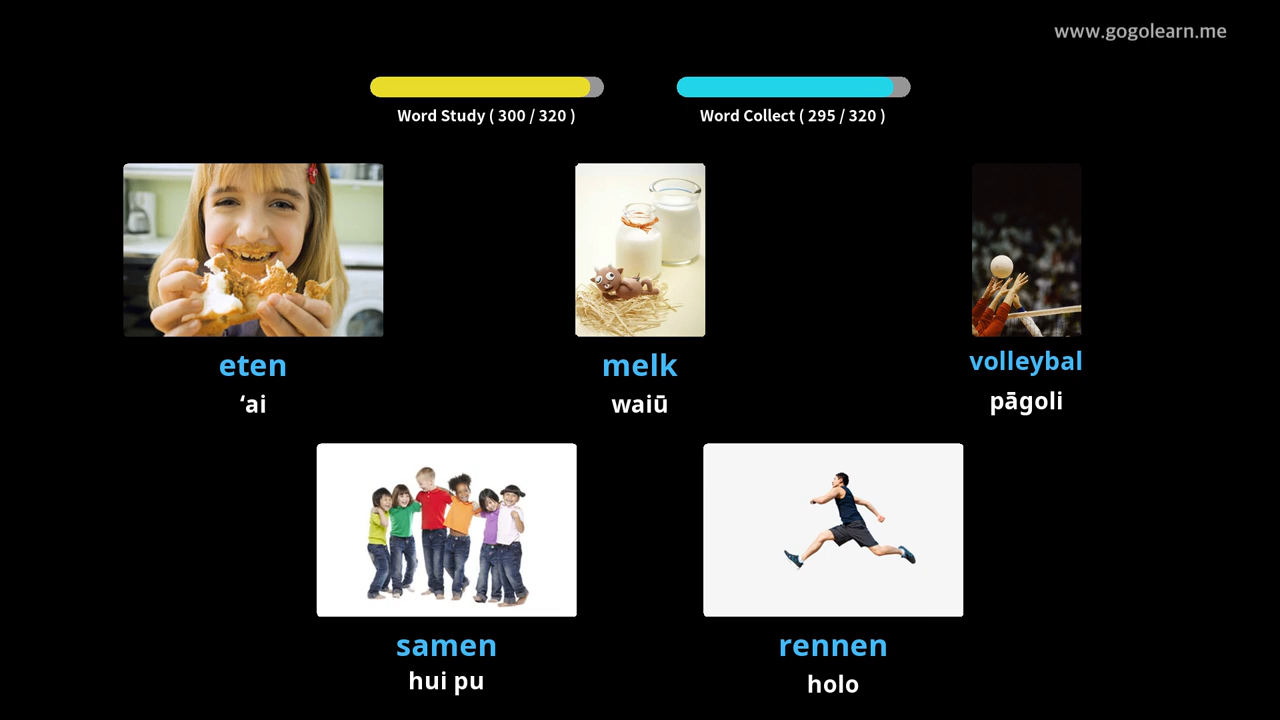 www.gogolearn.me
Word Study ( 300 / 320 )
Word Collect ( 295 / 320 )
eten
melk
volleybal
ʻai
waiū
pāgoli
samen
rennen
hui pu
holo